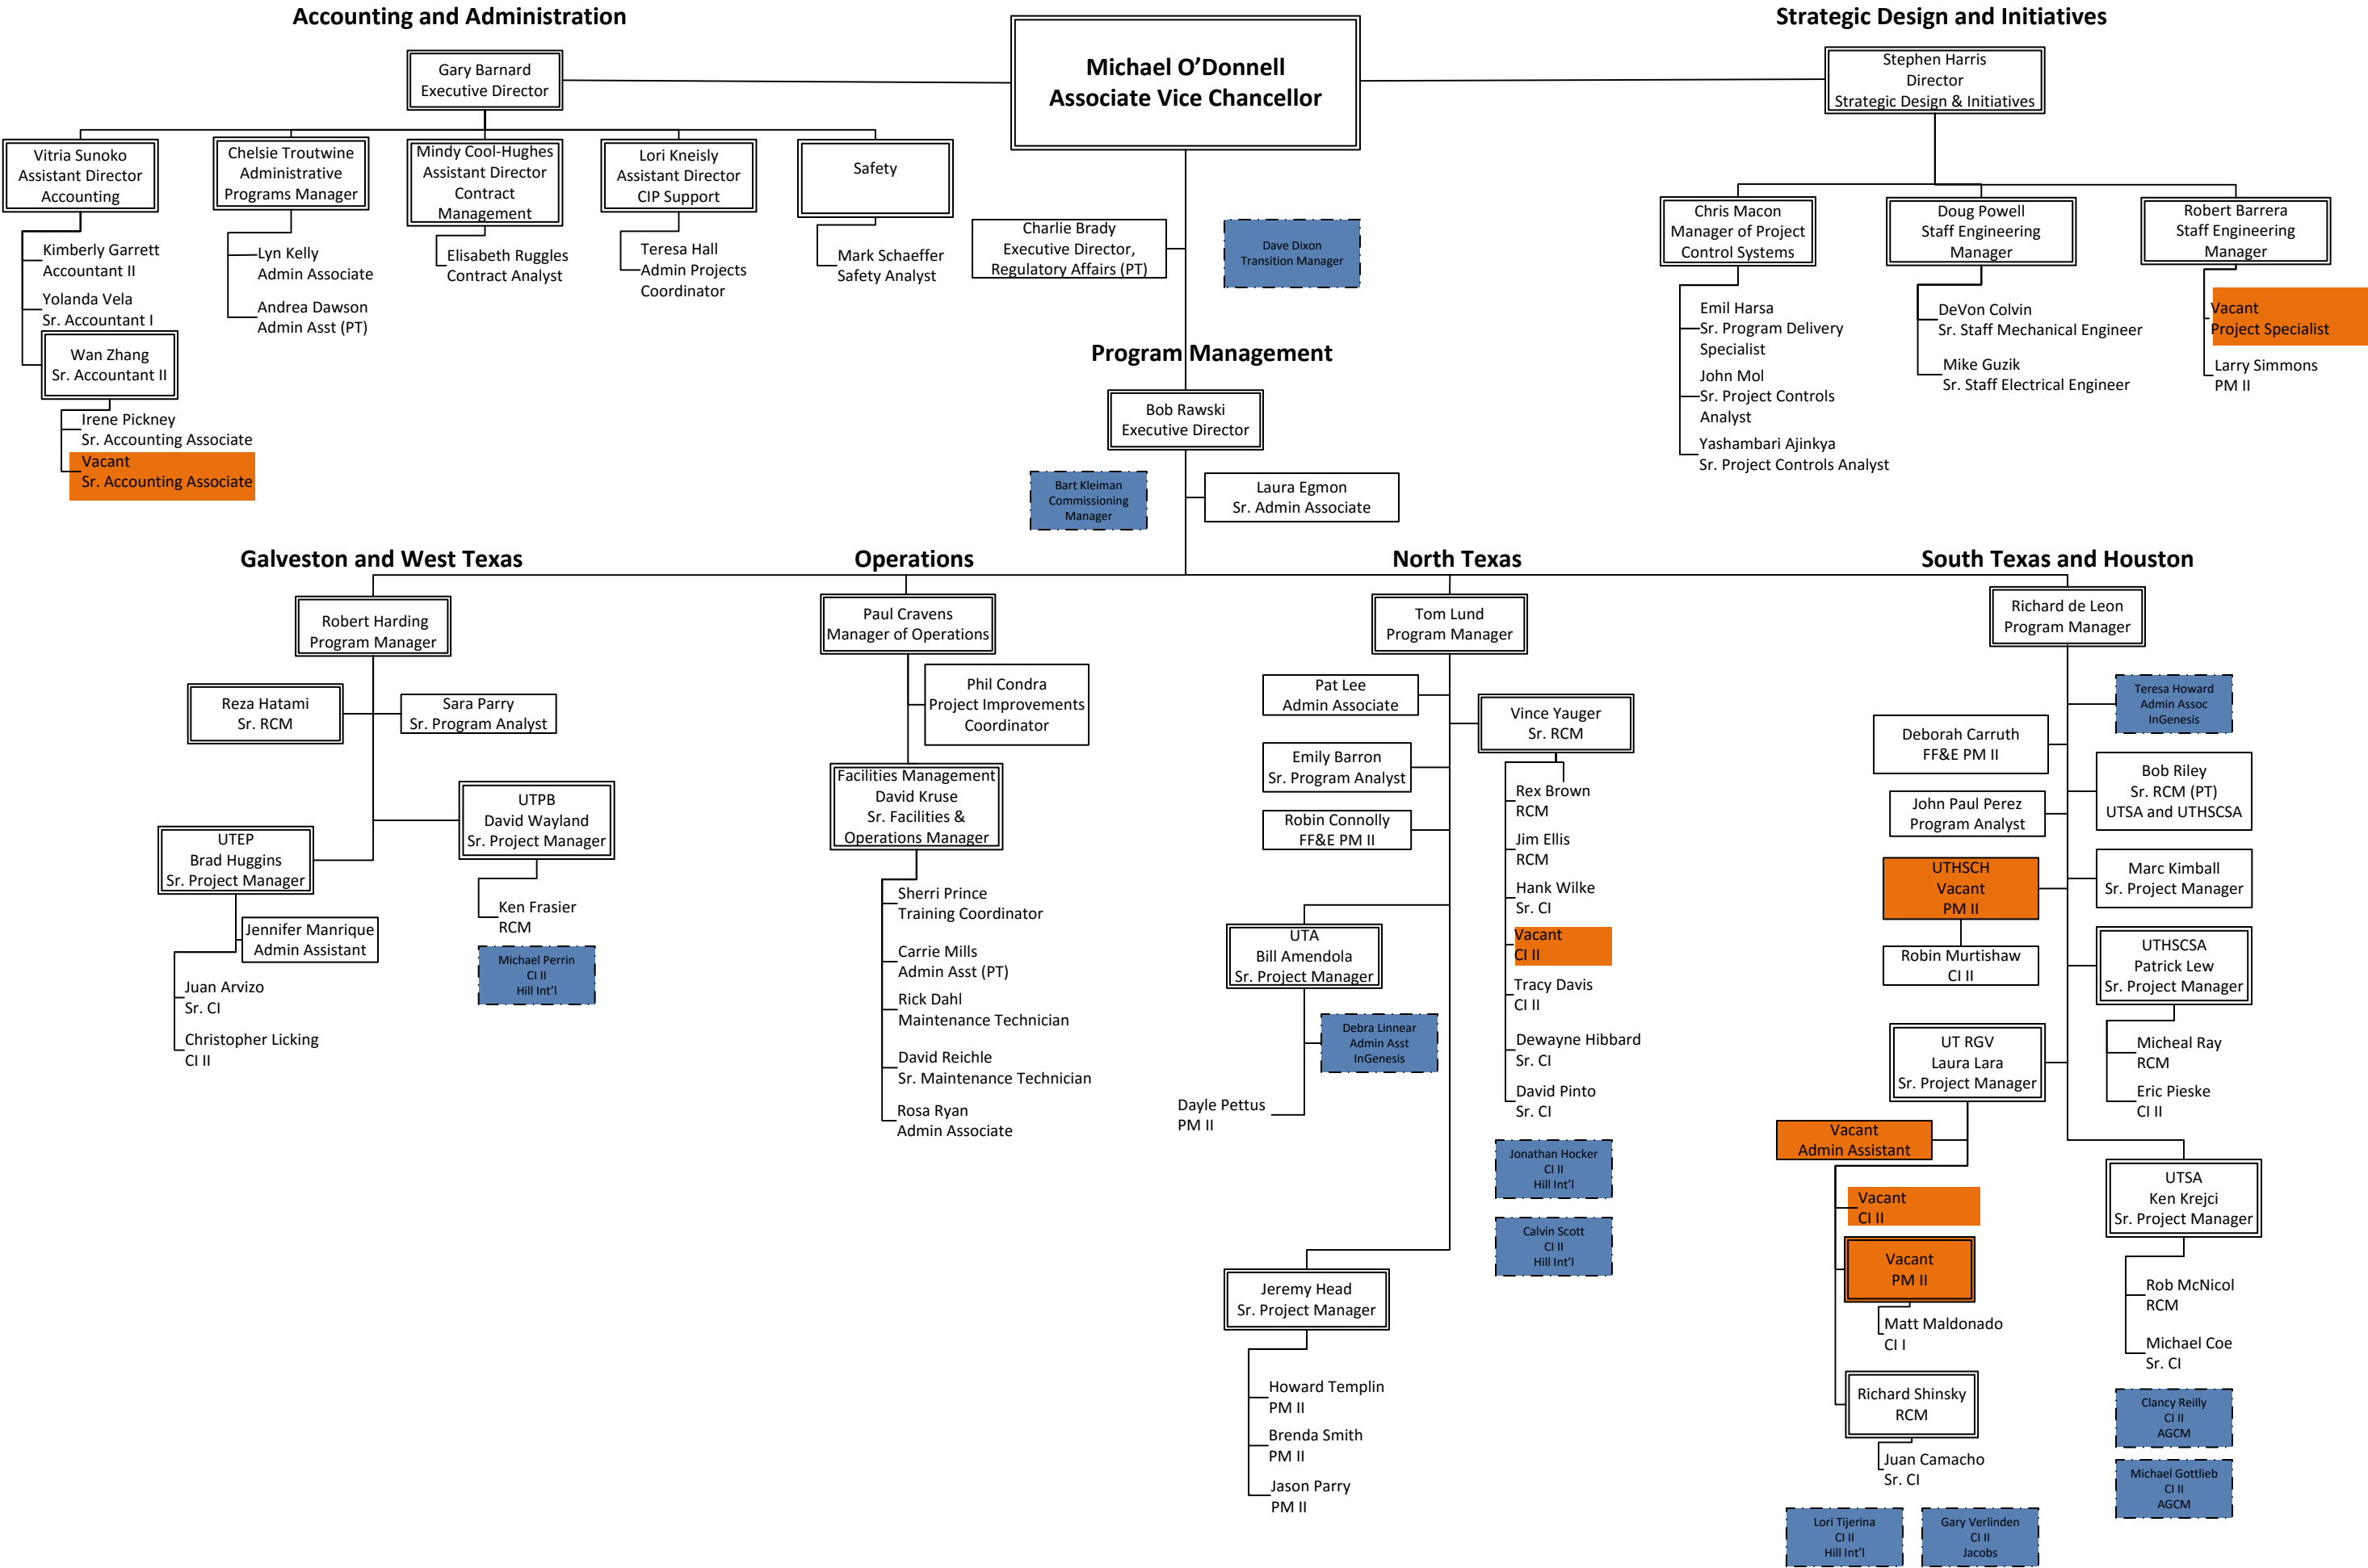 Accounting and Administration
Strategic Design and Initiatives
Michael O’Donnell
Associate Vice Chancellor
Gary Barnard
Executive Director
Stephen Harris
Director
Strategic Design & Initiatives
Vitria Sunoko
Assistant Director
Accounting
Chelsie Troutwine
Administrative
Programs Manager
Mindy Cool-Hughes
Assistant Director
Contract
Management
Lori Kneisly
Assistant Director
CIP Support
Safety
Kimberly Garrett
Accountant II
Yolanda Vela
Sr. Accountant I
Wan Zhang
Sr. Accountant II
Irene Pickney
Sr. Accounting Associate
Vacant
Sr. Accounting Associate
Lyn Kelly
Admin Associate
Andrea Dawson
Admin Asst (PT)
Elisabeth Ruggles
Contract Analyst
Teresa Hall
Admin Projects
Coordinator
Mark Schaeffer
Safety Analyst
Charlie Brady
Executive Director,
Regulatory Affairs (PT)
Dave Dixon
Transition Manager
Chris Macon
Manager of Project
Control Systems
Doug Powell
Staff Engineering
Manager
Robert Barrera
Staff Engineering
Manager
Emil Harsa
Sr. Program Delivery
Specialist
John Mol
Sr. Project Controls
Analyst
Yashambari Ajinkya
Sr. Project Controls Analyst
DeVon Colvin
Sr. Staff Mechanical Engineer
Mike Guzik
Sr. Staff Electrical Engineer
Vacant
Project Specialist
Larry Simmons
PM II
Program Management
Bob Rawski
Executive Director
Bart Kleiman
Commissioning
Manager
Laura Egmon
Sr. Admin Associate
Galveston and West Texas
Operations
North Texas
South Texas and Houston
Robert Harding
Program Manager
Reza Hatami
Sr. RCM
Sara Parry
Sr. Program Analyst
UTPB
David Wayland
Sr. Project Manager
UTEP
Brad Huggins
Sr. Project Manager
Jennifer Manrique
Admin Assistant
Juan Arvizo
Sr. CI
Christopher Licking
CI II
Ken Frasier
RCM
Michael Perrin
CI II
Hill Int’l
Paul Cravens
Manager of Operations
Phil Condra
Project Improvements
Coordinator
Facilities Management
David Kruse
Sr. Facilities &
Operations Manager
Sherri Prince
Training Coordinator
Carrie Mills
Admin Asst (PT)
Rick Dahl
Maintenance Technician
David Reichle
Sr. Maintenance Technician
Rosa Ryan
Admin Associate
Tom Lund
Program Manager
Pat Lee
Admin Associate
Vince Yauger
Sr. RCM
Emily Barron
Sr. Program Analyst
Robin Connolly
FF&E PM II
Rex Brown
RCM
Jim Ellis
RCM
Hank Wilke
Sr. CI
Vacant
CI II
Tracy Davis
CI II
Dewayne Hibbard
Sr. CI
David Pinto
Sr. CI
Jonathan Hocker
CI II
Hill Int’l
Calvin Scott
CI II
Hill Int’l
UTA
Bill Amendola
Sr. Project Manager
Debra Linnear
Admin Asst
InGenesis
Dayle Pettus
PM II
Jeremy Head
Sr. Project Manager
Howard Templin
PM II
Brenda Smith
PM II
Jason Parry
PM II
Richard de Leon
Program Manager
Teresa Howard
Admin Assoc
InGenesis
Deborah Carruth
FF&E PM II
Bob Riley
Sr. RCM (PT)
UTSA and UTHSCSA
John Paul Perez
Program Analyst
UTHSCH
Vacant
PM II
Marc Kimball
Sr. Project Manager
Robin Murtishaw
CI II
UTHSCSA
Patrick Lew
Sr. Project Manager
Micheal Ray
RCM
Eric Pieske
CI II
UT RGV
Laura Lara
Sr. Project Manager
Vacant
Admin Assistant
Vacant
CI II
Vacant
PM II
Matt Maldonado
CI I
Richard Shinsky
RCM
Juan Camacho
Sr. CI
UTSA
Ken Krejci
Sr. Project Manager
Rob McNicol
RCM
Michael Coe
Sr. CI
Clancy Reilly
CI II
AGCM
Michael Gottlieb
CI II
AGCM
Lori Tijerina
CI II
Hill Int’l
Gary Verlinden
CI II
Jacobs